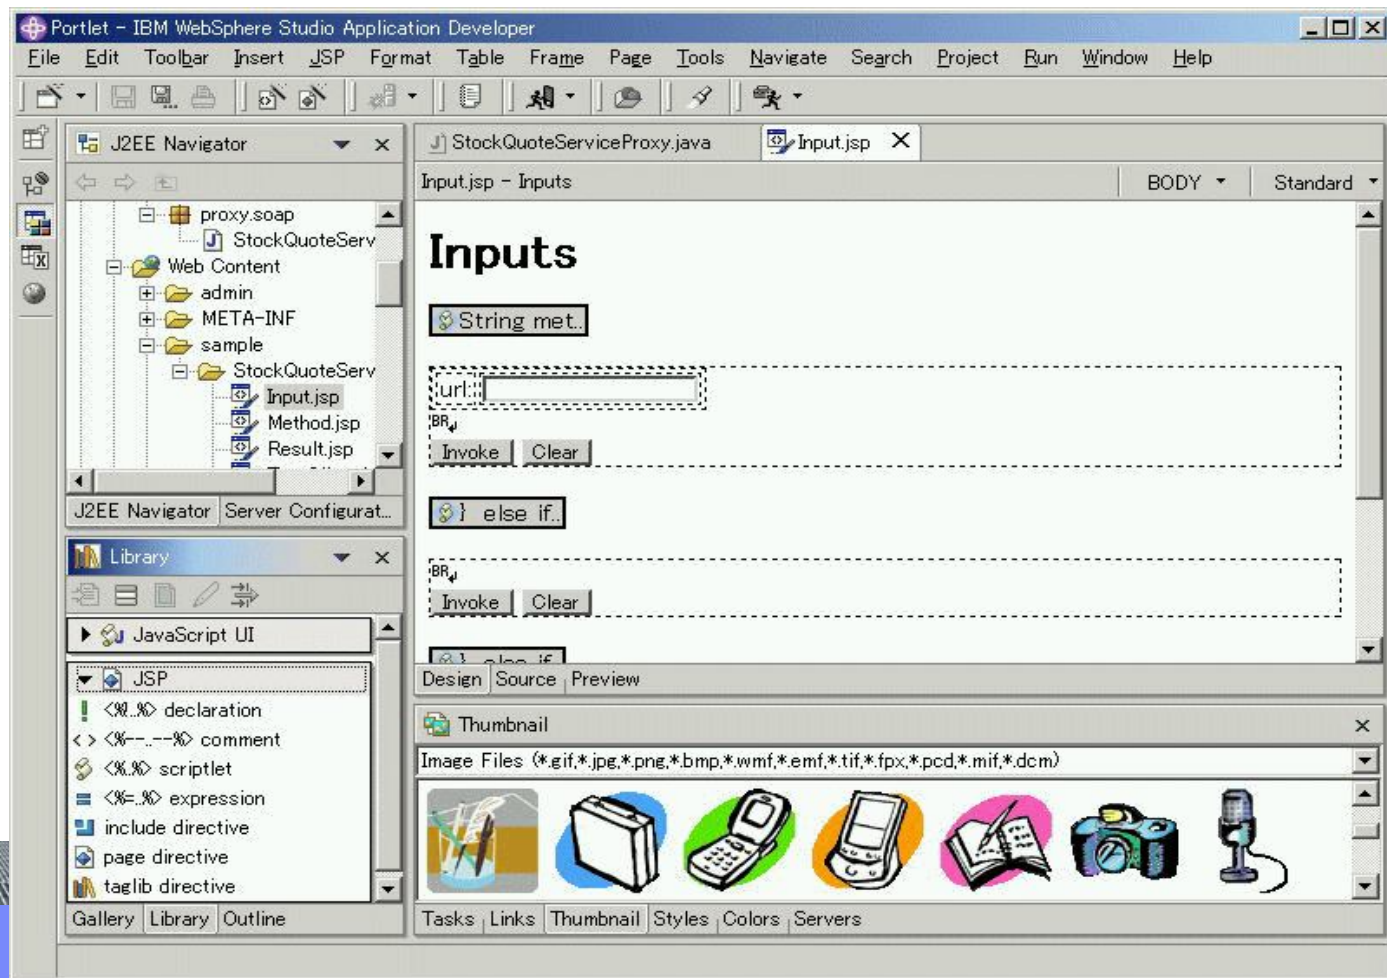 Portlet - IBM WebSphere Studio Application Developer
File Edit Toolbar Insert JSP Format Table Frame Page Tools Navigate Search Project Run Window Help
J2EE Navigator
proxy.soap
StockQuoteServ
Web Content
admin
META-INF
sample
StockQuoteServ
Input.jsp
Method.jsp
Result.jsp
J2EE Navigator Server Configurat...
Library
JavaScript UI
JSP
<%!..%> declaration
<%--..--%> comment
<%..%> scriptlet
<%=..%> expression
include directive
page directive
taglib directive
Gallery Library Outline
StockQuoteServiceProxy.java Input.jsp
Input.jsp - Inputs BODY Standard
Inputs
String met..
url:
BR
Invoke Clear
} else if..
BR
Invoke Clear
} else if..
Design Source Preview
Thumbnail
Image Files (*.gif,*.jpg,*.png,*.bmp,*.wmf,*.emf,*.tif,*.fpx,*.pcd,*.mif,*.dcm)
Tasks Links Thumbnail Styles Colors Servers